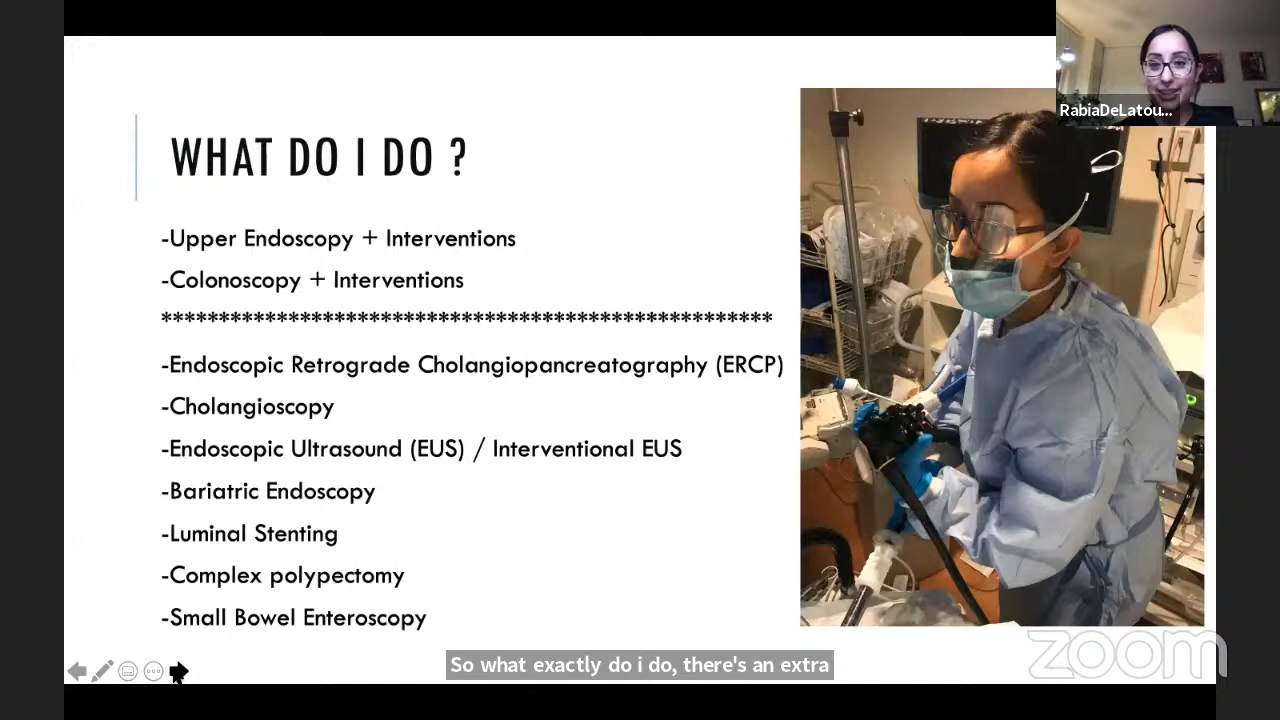 RabiaDeLatou...
WHAT DO I DO ?
-Upper Endoscopy + Interventions
-Colonoscopy + Interventions
*****************************************************
-Endoscopic Retrograde Cholangiopancreatography (ERCP)
-Cholangioscopy
-Endoscopic Ultrasound (EUS) / Interventional EUS
-Bariatric Endoscopy
-Luminal Stenting
-Complex polypectomy
-Small Bowel Enteroscopy
So what exactly do i do, there's an extra
zoom